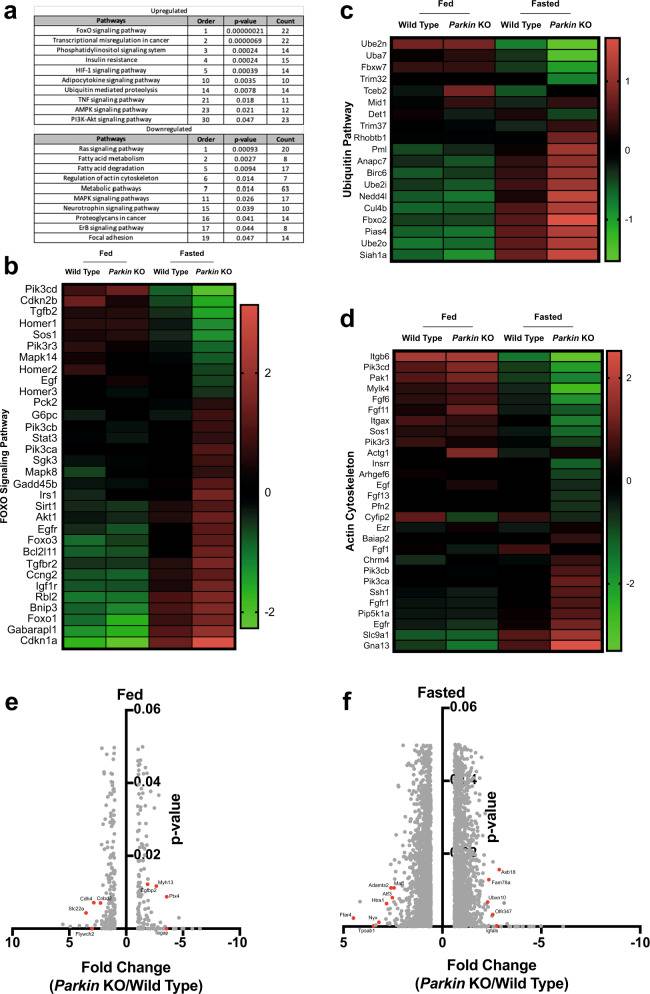 a
Upregulated
Pathways Order p-value Count
FoxO signaling pathway 1 0.00000021 22
Transcriptional misregulation in cancer 2 0.0000069 22
Phosphatidylinositol signaling sytem 3 0.00024 14
Insulin resistance 4 0.00024 15
HIF-1 signaling pathway 5 0.00039 14
Adipocytokine signaling pathway 10 0.0035 10
Ubiquitin mediated proteolysis 14 0.0078 14
TNF signaling pathway 21 0.018 11
AMPK signaling pathway 23 0.021 12
PI3K-Akt signaling pathway 30 0.047 23
Downregulated
Pathways Order p-value Count
Ras signaling pathway 1 0.00093 20
Fatty acid metabolism 2 0.0027 8
Fatty acid degradation 5 0.0094 17
Regulation of actin cytoskeleton 6 0.014 7
Metabolic pathways 7 0.014 63
MAPK signaling pathways 11 0.026 17
Neurotrophin signaling pathway 15 0.039 10
Proteoglycans in cancer 16 0.041 14
ErB signaling pathway 17 0.044 8
Focal adhesion 19 0.047 14
b
Fed Fasted
Wild Type Parkin KO Wild Type Parkin KO
FOXO Signaling Pathway
Pik3cd
Cdkn2b
Tgfb2
Homer1
Sos1
Pik3r3
Mapk14
Homer2
Egf
Homer3
Pck2
G6pc
Pik3cb
Stat3
Pik3ca
Sgk3
Mapk8
Gadd45b
Irs1
Sirt1
Akt1
Egfr
Foxo3
Bcl2l11
Tgfbr2
Ccng2
Igf1r
Rbl2
Bnip3
Foxo1
Gabarapl1
Cdkn1a
2
0
-2
c
Fed Fasted
Wild Type Parkin KO Wild Type Parkin KO
Ubiquitin Pathway
Ube2n
Uba7
Fbxw7
Trim32
Tceb2
Mid1
Det1
Trim37
Rhobtb1
Pml
Anapc7
Birc6
Ube2i
Nedd4l
Cul4b
Fbxo2
Pias4
Ube2o
Siah1a
1
0
-1
d
Fed Fasted
Wild Type Parkin KO Wild Type Parkin KO
Actin Cytoskeleton
Itgb6
Pik3cd
Pak1
Mylk4
Fgf6
Fgf11
Itgax
Sos1
Pik3r3
Actg1
Insrr
Arhgef6
Egf
Fgf13
Pfn2
Cyfip2
Ezr
Baiap2
Fgf1
Chrm4
Pik3cb
Pik3ca
Ssh1
Fgfr1
Pip5k1a
Egfr
Slc9a1
Gna13
2
0
-2
e
Fed
0.06
0.04
0.02
p-value
Cdh4
Slc22a
Plywch2
Myh13
Ptx4
10 5 0 -5 -10
Fold Change
(Parkin KO/Wild Type)
f
Fasted
0.06
p-value
Adamts2
Atf3
Htra1
Nyx
Asb18
Fam78a
Ubxn10
Olfr347
5 0 -5 -10
Fold Change
(Parkin KO/Wild Type)